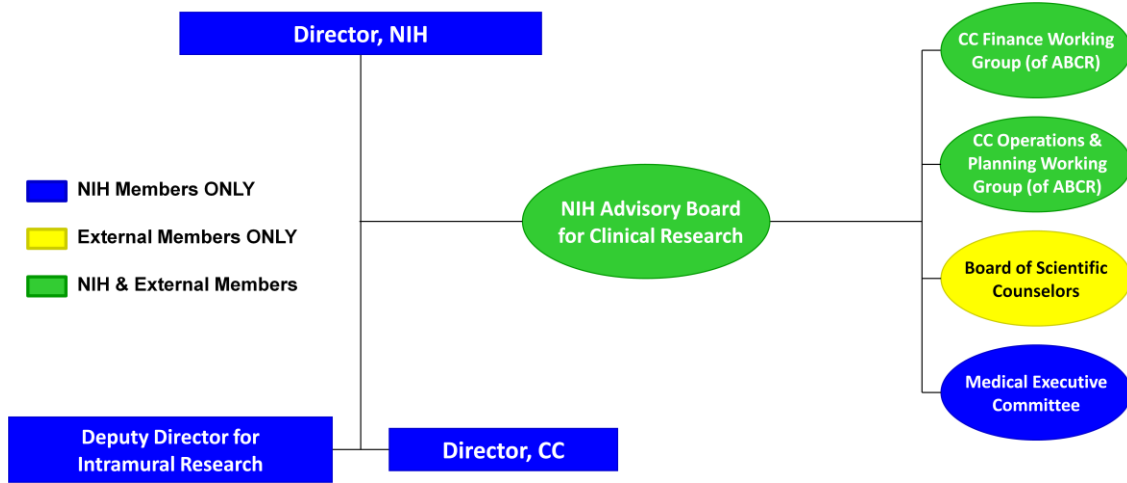 Director, NIH
CC Finance Working
Group (of ABCR)
CC Operations &
Planning Working
Group (of ABCR)
NIH Members ONLY
External Members ONLY
NIH & External Members
NIH Advisory Board
for Clinical Research
Board of Scientific
Counselors
Medical Executive
Committee
Deputy Director for
Intramural Research
Director, CC